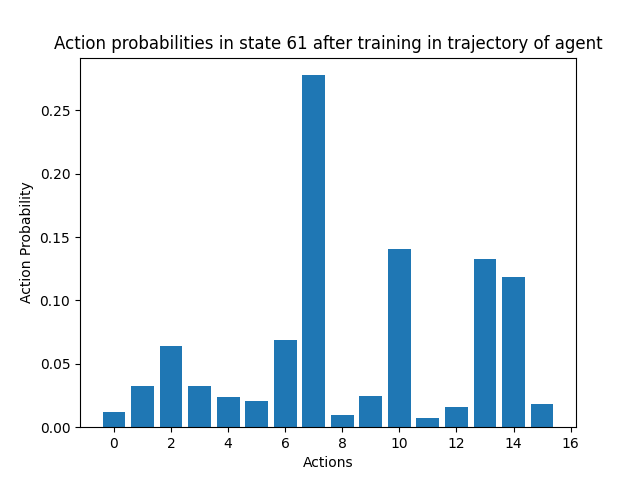 Action probabilities in state 61 after training in trajectory of agent
0.25
0.20
0.15
0.10
0.05
0.00
Action Probability
0 2 4 6 8 10 12 14 16
Actions